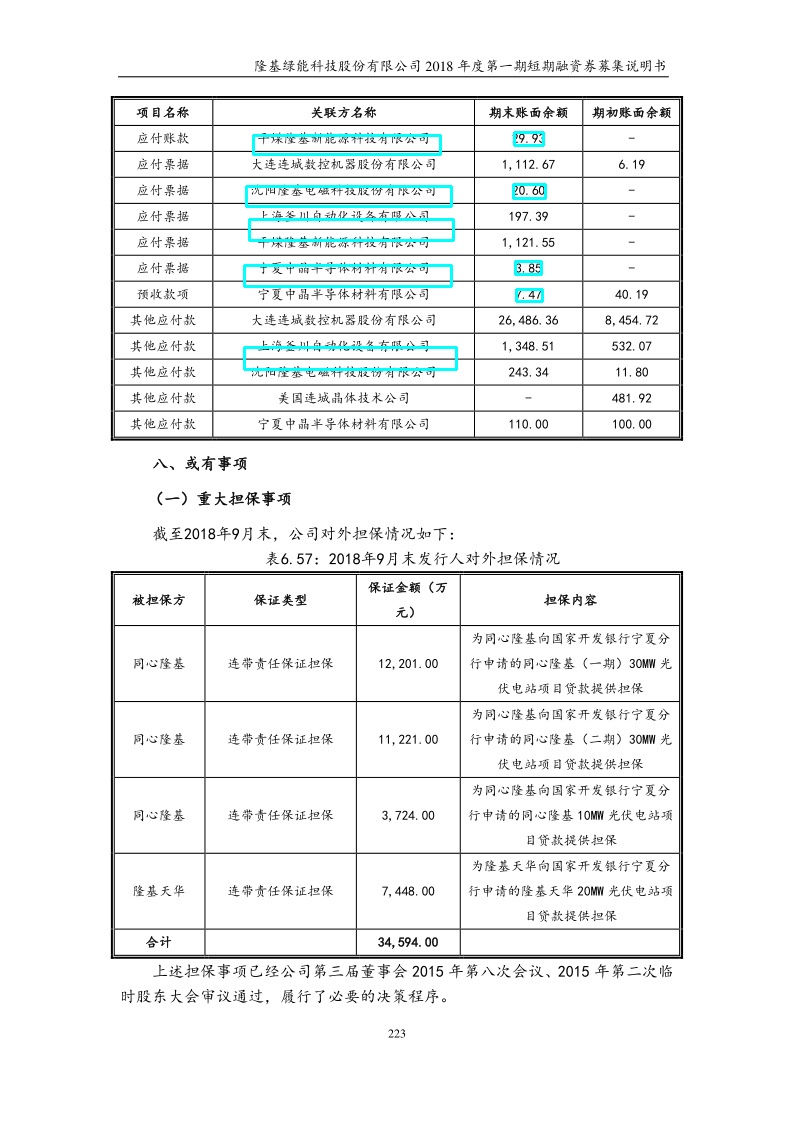 隆基绿能科技股份有限公司 2018 年度第一期短期融资券募集说明书
项目名称 关联方名称 期末账面余额 期初账面余额
应付账款 平煤隆基新能源科技有限公司 -
应付票据 大连连城数控机器股份有限公司 1,112.67 6.19
应付票据 沈阳隆基电磁科技股份有限公司 -
应付票据 上海釜川自动化设备有限公司 197.39 -
应付票据 平煤隆基新能源科技有限公司 1,121.55 -
应付票据 宁夏中晶半导体材料有限公司 -
预收款项 宁夏中晶半导体材料有限公司 40.19
其他应付款 大连连城数控机器股份有限公司 26,486.36 8,454.72
其他应付款 上海釜川自动化设备有限公司 1,348.51 532.07
其他应付款 沈阳隆基电磁科技股份有限公司 243.34 11.80
其他应付款 美国连城晶体技术公司 - 481.92
其他应付款 宁夏中晶半导体材料有限公司 110.00 100.00
八、或有事项
（一）重大担保事项
截至2018年9月末，公司对外担保情况如下：
表6.57：2018年9月末发行人对外担保情况
被担保方 保证类型 保证金额（万
元） 担保内容
为同心隆基向国家开发银行宁夏分
同心隆基 连带责任保证担保 12,201.00 行申请的同心隆基（一期）30MW 光
伏电站项目贷款提供担保
为同心隆基向国家开发银行宁夏分
同心隆基 连带责任保证担保 11,221.00 行申请的同心隆基（二期）30MW 光
伏电站项目贷款提供担保
为同心隆基向国家开发银行宁夏分
同心隆基 连带责任保证担保 3,724.00 行申请的同心隆基 10MW 光伏电站项
目贷款提供担保
为隆基天华向国家开发银行宁夏分
隆基天华 连带责任保证担保 7,448.00 行申请的隆基天华 20MW 光伏电站项
目贷款提供担保
合计 34,594.00
上述担保事项已经公司第三届董事会 2015 年第八次会议、2015 年第二次临
时股东大会审议通过，履行了必要的决策程序。
223